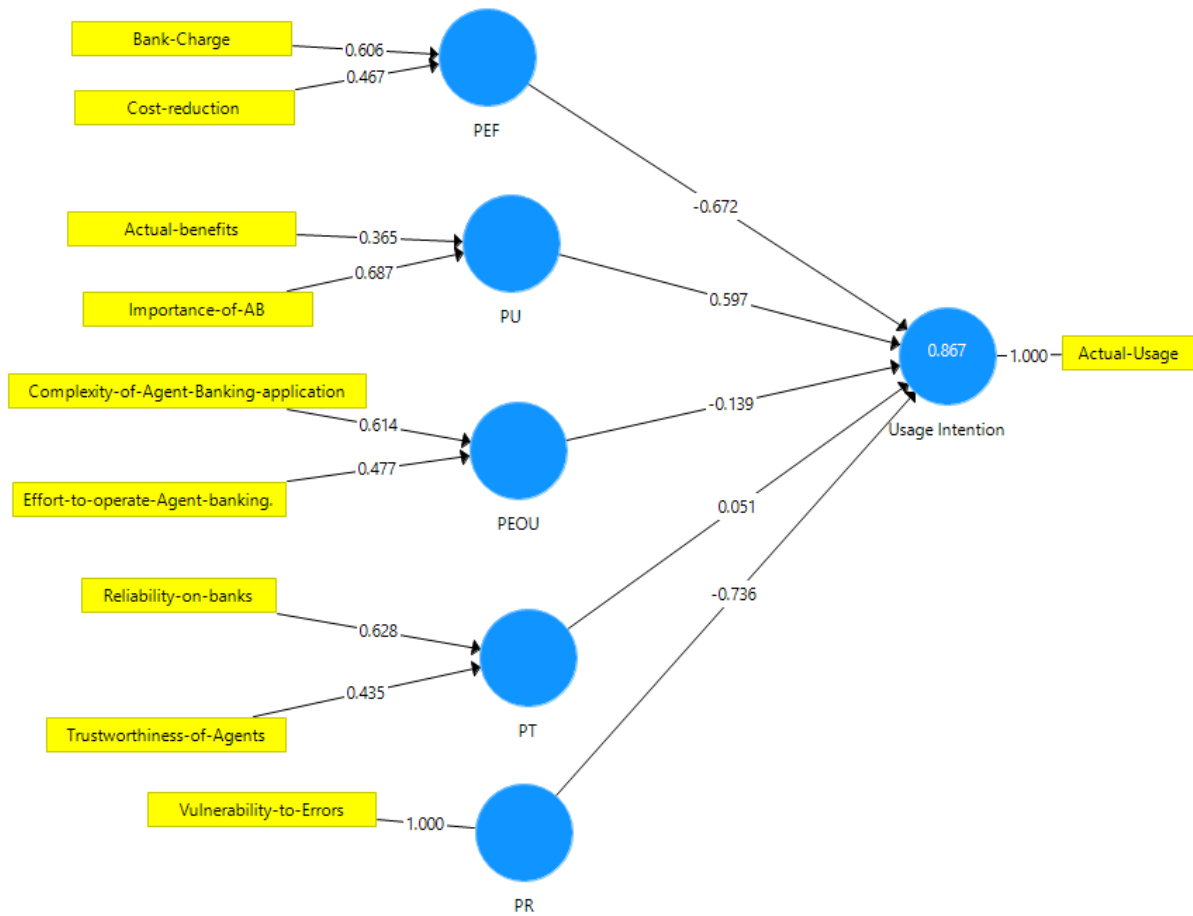 Bank-Charge
0.606
0.467
Cost-reduction
PEF
-0.672
Actual-benefits
0.365
0.687
Importance-of-AB
PU
0.597
0.867
1.000
Actual-Usage
Usage Intention
Complexity-of-Agent-Banking-application
0.614
-0.139
0.477
Effort-to-operate-Agent-banking.
PEOU
0.051
Reliability-on-banks
0.628
-0.736
0.435
Trustworthiness-of-Agents
PT
Vulnerability-to-Errors
1.000
PR